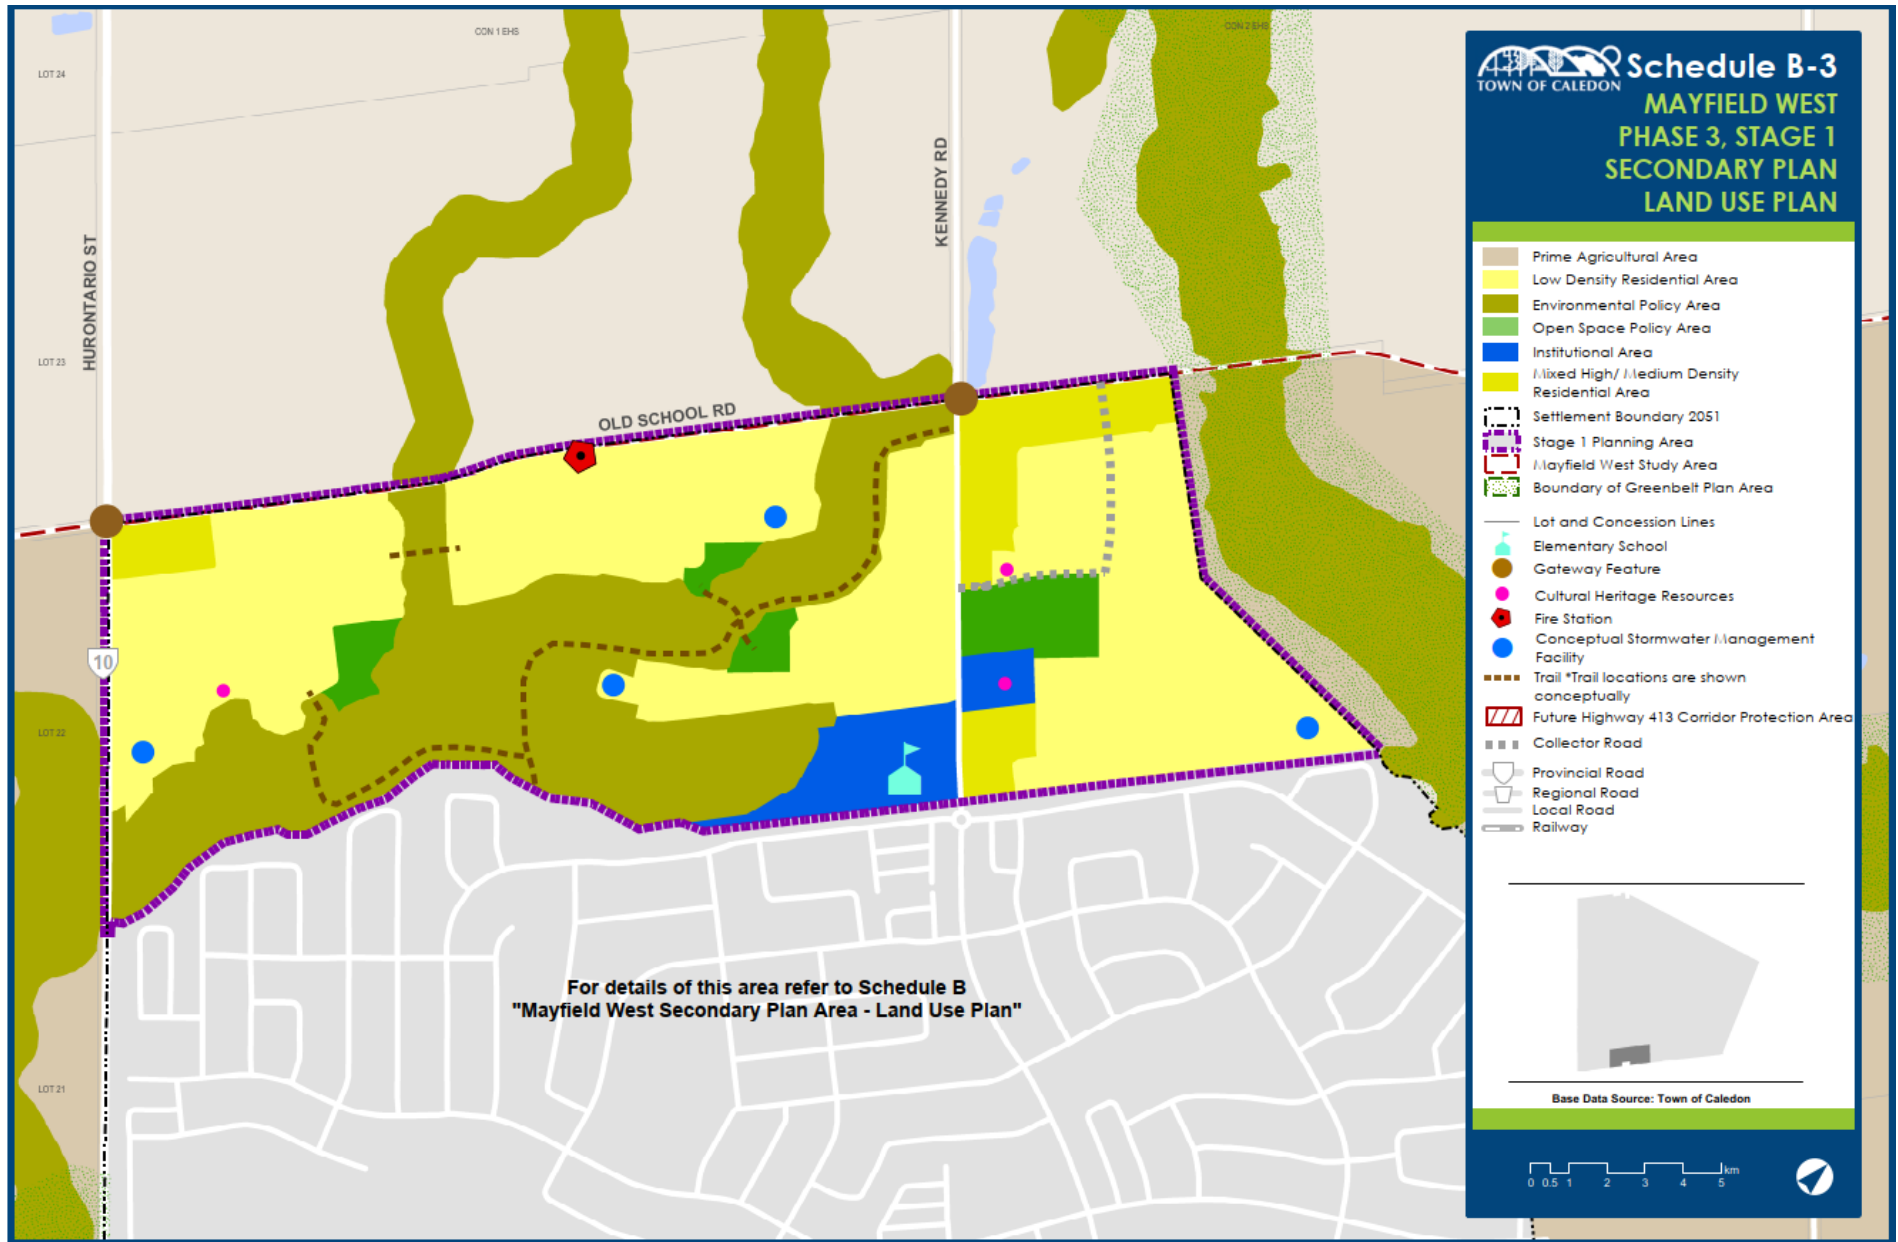 CON 1 EHS
CON 2 EHS
LOT 24
KENNEDY RD
HURONTARIO ST
LOT 23
OLD SCHOOL RD
10
LOT 22
For details of this area refer to Schedule B
"Mayfield West Secondary Plan Area - Land Use Plan"
LOT 21
TOWN OF CALEDON
Schedule B-3
MAYFIELD WEST
PHASE 3, STAGE 1
SECONDARY PLAN
LAND USE PLAN
Prime Agricultural Area
Low Density Residential Area
Environmental Policy Area
Open Space Policy Area
Institutional Area
Mixed High/ Medium Density
Residential Area
Settlement Boundary 2051
Stage 1 Planning Area
Mayfield West Study Area
Boundary of Greenbelt Plan Area
Lot and Concession Lines
Elementary School
Gateway Feature
Cultural Heritage Resources
Fire Station
Conceptual Stormwater Management
Facility
Trail *Trail locations are shown
conceptually
Future Highway 413 Corridor Protection Area
Collector Road
Provincial Road
Regional Road
Local Road
Railway
Base Data Source: Town of Caledon
km
0 0.5 1 2 3 4 5